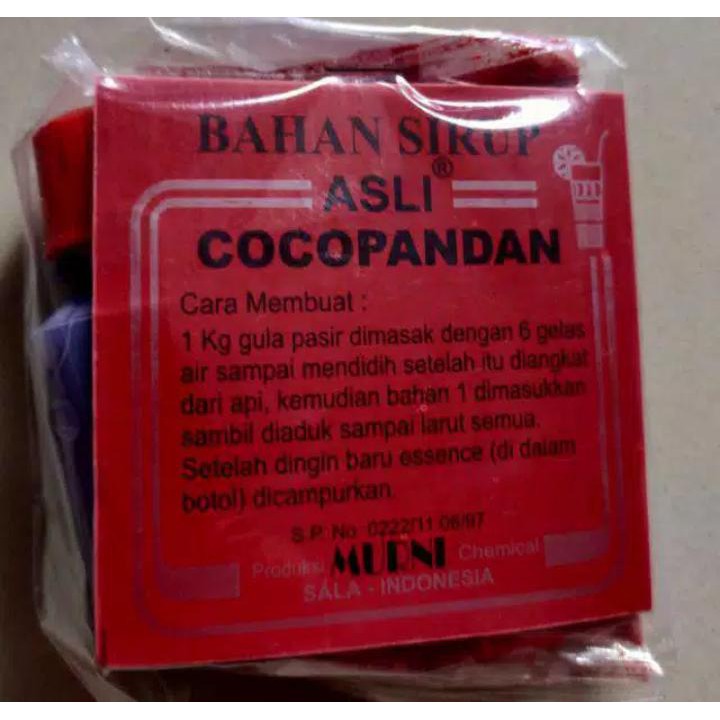 BAHAN SIRUP
ASLI®
COCOPANDAN
Cara Membuat :
1 Kg gula pasir dimasak dengan 6 gelas
air sampai mendidih setelah itu diangkat
dari api, kemudian bahan 1 dimasukkan
sambil diaduk sampai larut semua.
Setelah dingin baru essence (di dalam
botol) dicampurkan.
S.P. No. 0222/11.06/97
Produksi MURNI Chemical
SALA - INDONESIA